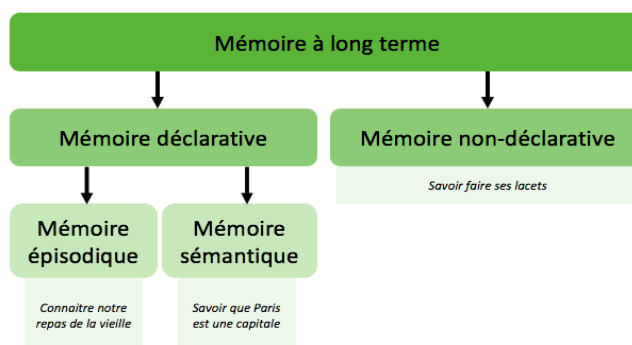 Mémoire à long terme
Mémoire déclarative
Mémoire non-déclarative
Savoir faire ses lacets
Mémoire
épisodique
Mémoire
sémantique
Connaitre notre
repas de la vieille
Savoir que Paris
est une capitale